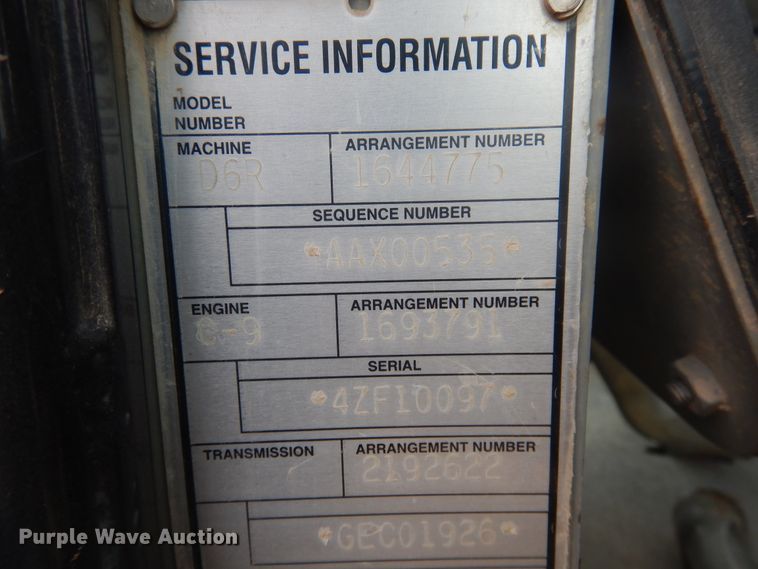 SERVICE INFORMATION
MODEL
NUMBER
MACHINE ARRANGEMENT NUMBER
D6R 1644775
SEQUENCE NUMBER
*AAX00535*
ENGINE ARRANGEMENT NUMBER
C-9 1693791
SERIAL
*4ZF10097*
TRANSMISSION ARRANGEMENT NUMBER
2192622
*GEC01926*
Purple Wave Auction